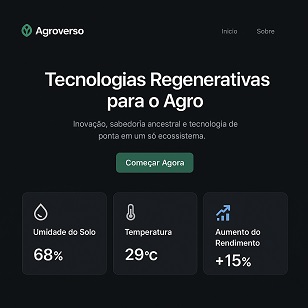 Agroverso
Início
Sobre
Tecnologias Regenerativas
para o Agro
Inovação, sabedoria ancestral e tecnologia de
ponta em um só ecossistema.
Começar Agora
Umidade do Solo
68%
Temperatura
29°C
Aumento do
Rendimento
+15%